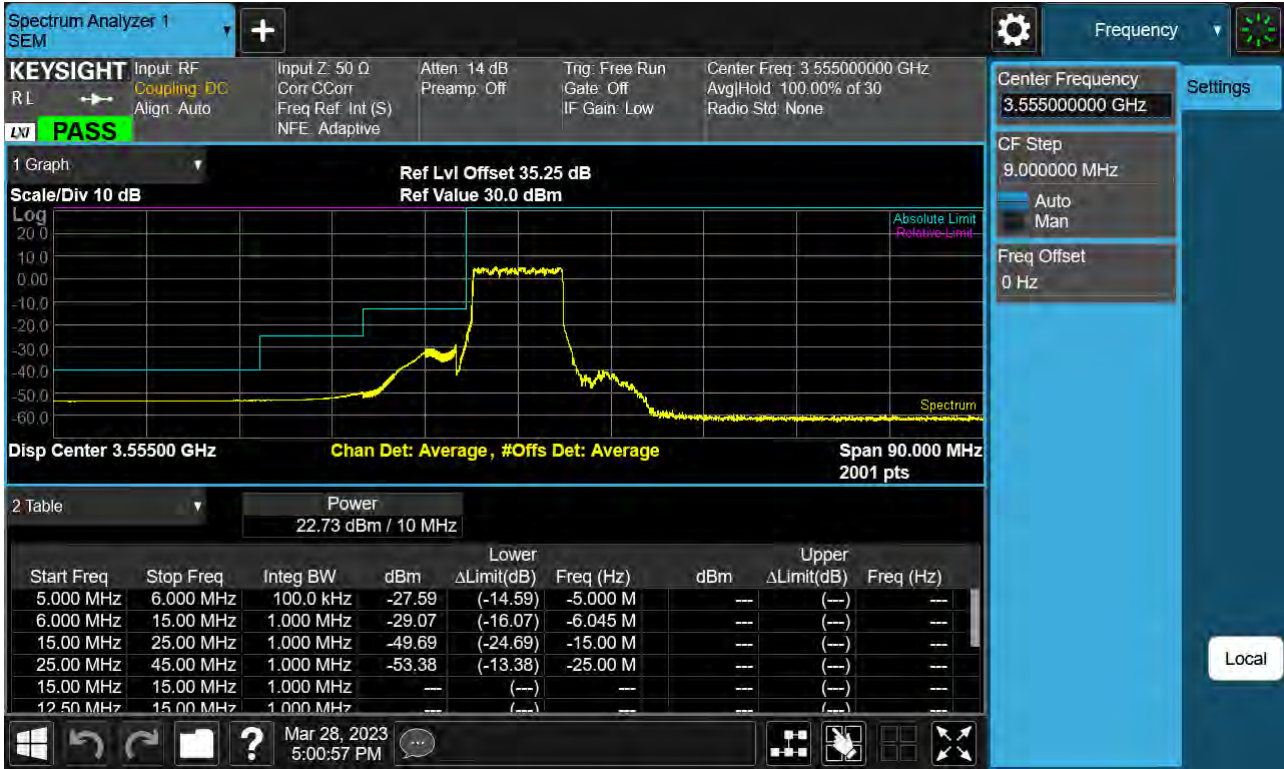 Spectrum Analyzer 1
SEM
+
Frequency
KEYSIGHT
R L
LXI
PASS
Input: RF
Coupling: DC
Align: Auto
Input Z: 50 Ω
Corr CCorr
Freq Ref: Int (S)
NFE: Adaptive
Atten: 14 dB
Preamp: Off
Trig: Free Run
Gate: Off
IF Gain: Low
Center Freq: 3.555000000 GHz
Avg|Hold: 100.00% of 30
Radio Std: None
Center Frequency
3.555000000 GHz
Settings
CF Step
9.000000 MHz
Auto
Man
Freq Offset
0 Hz
1 Graph
Scale/Div 10 dB
Ref Lvl Offset 35.25 dB
Ref Value 30.0 dBm
Log
20.0
10.0
0.00
-10.0
-20.0
-30.0
-40.0
-50.0
-60.0
Absolute Limit
Relative Limit
Spectrum
Disp Center 3.55500 GHz
Chan Det: Average, #Offs Det: Average
Span 90.000 MHz
2001 pts
2 Table
Power
22.73 dBm / 10 MHz
Lower Upper
Start Freq Stop Freq Integ BW dBm ΔLimit(dB) Freq (Hz) dBm ΔLimit(dB) Freq (Hz)
5.000 MHz 6.000 MHz 100.0 kHz -27.59 (-14.59) -5.000 M --- (---) ---
6.000 MHz 15.00 MHz 1.000 MHz -29.07 (-16.07) -6.045 M --- (---) ---
15.00 MHz 25.00 MHz 1.000 MHz -49.69 (-24.69) -15.00 M --- (---) ---
25.00 MHz 45.00 MHz 1.000 MHz -53.38 (-13.38) -25.00 M --- (---) ---
15.00 MHz 15.00 MHz 1.000 MHz --- (---) --- --- (---) ---
12.50 MHz 15.00 MHz 1.000 MHz --- (---) --- --- (---) ---
Local
?
Mar 28, 2023
5:00:57 PM